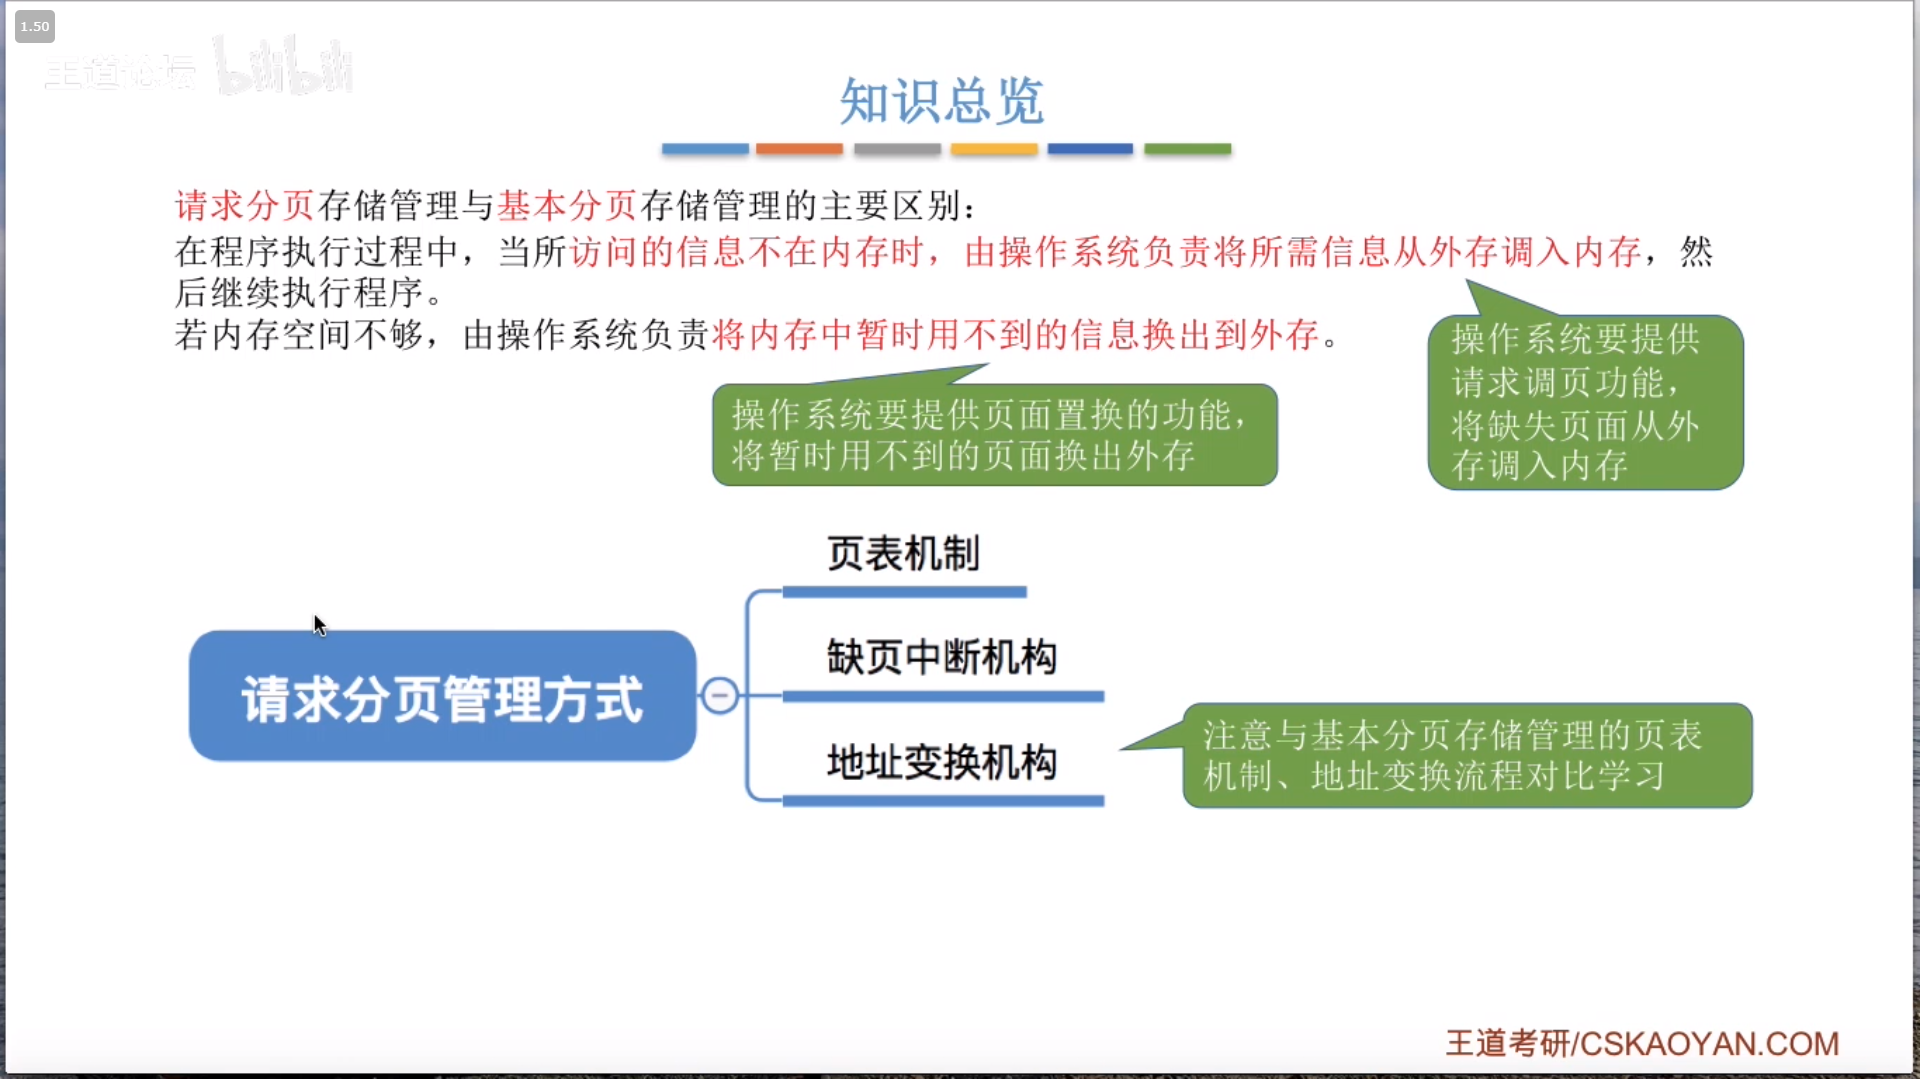 1.50
王道论坛 bilibili
知识总览
请求分页存储管理与基本分页存储管理的主要区别：
在程序执行过程中，当所访问的信息不在内存时，由操作系统负责将所需信息从外存调入内存，然
后继续执行程序。
若内存空间不够，由操作系统负责将内存中暂时用不到的信息换出到外存。
操作系统要提供
请求调页功能，
将缺失页面从外
存调入内存
操作系统要提供页面置换的功能，
将暂时用不到的页面换出外存
页表机制
缺页中断机构
请求分页管理方式
地址变换机构
注意与基本分页存储管理的页表
机制、地址变换流程对比学习
王道考研/CSKAOYAN.COM